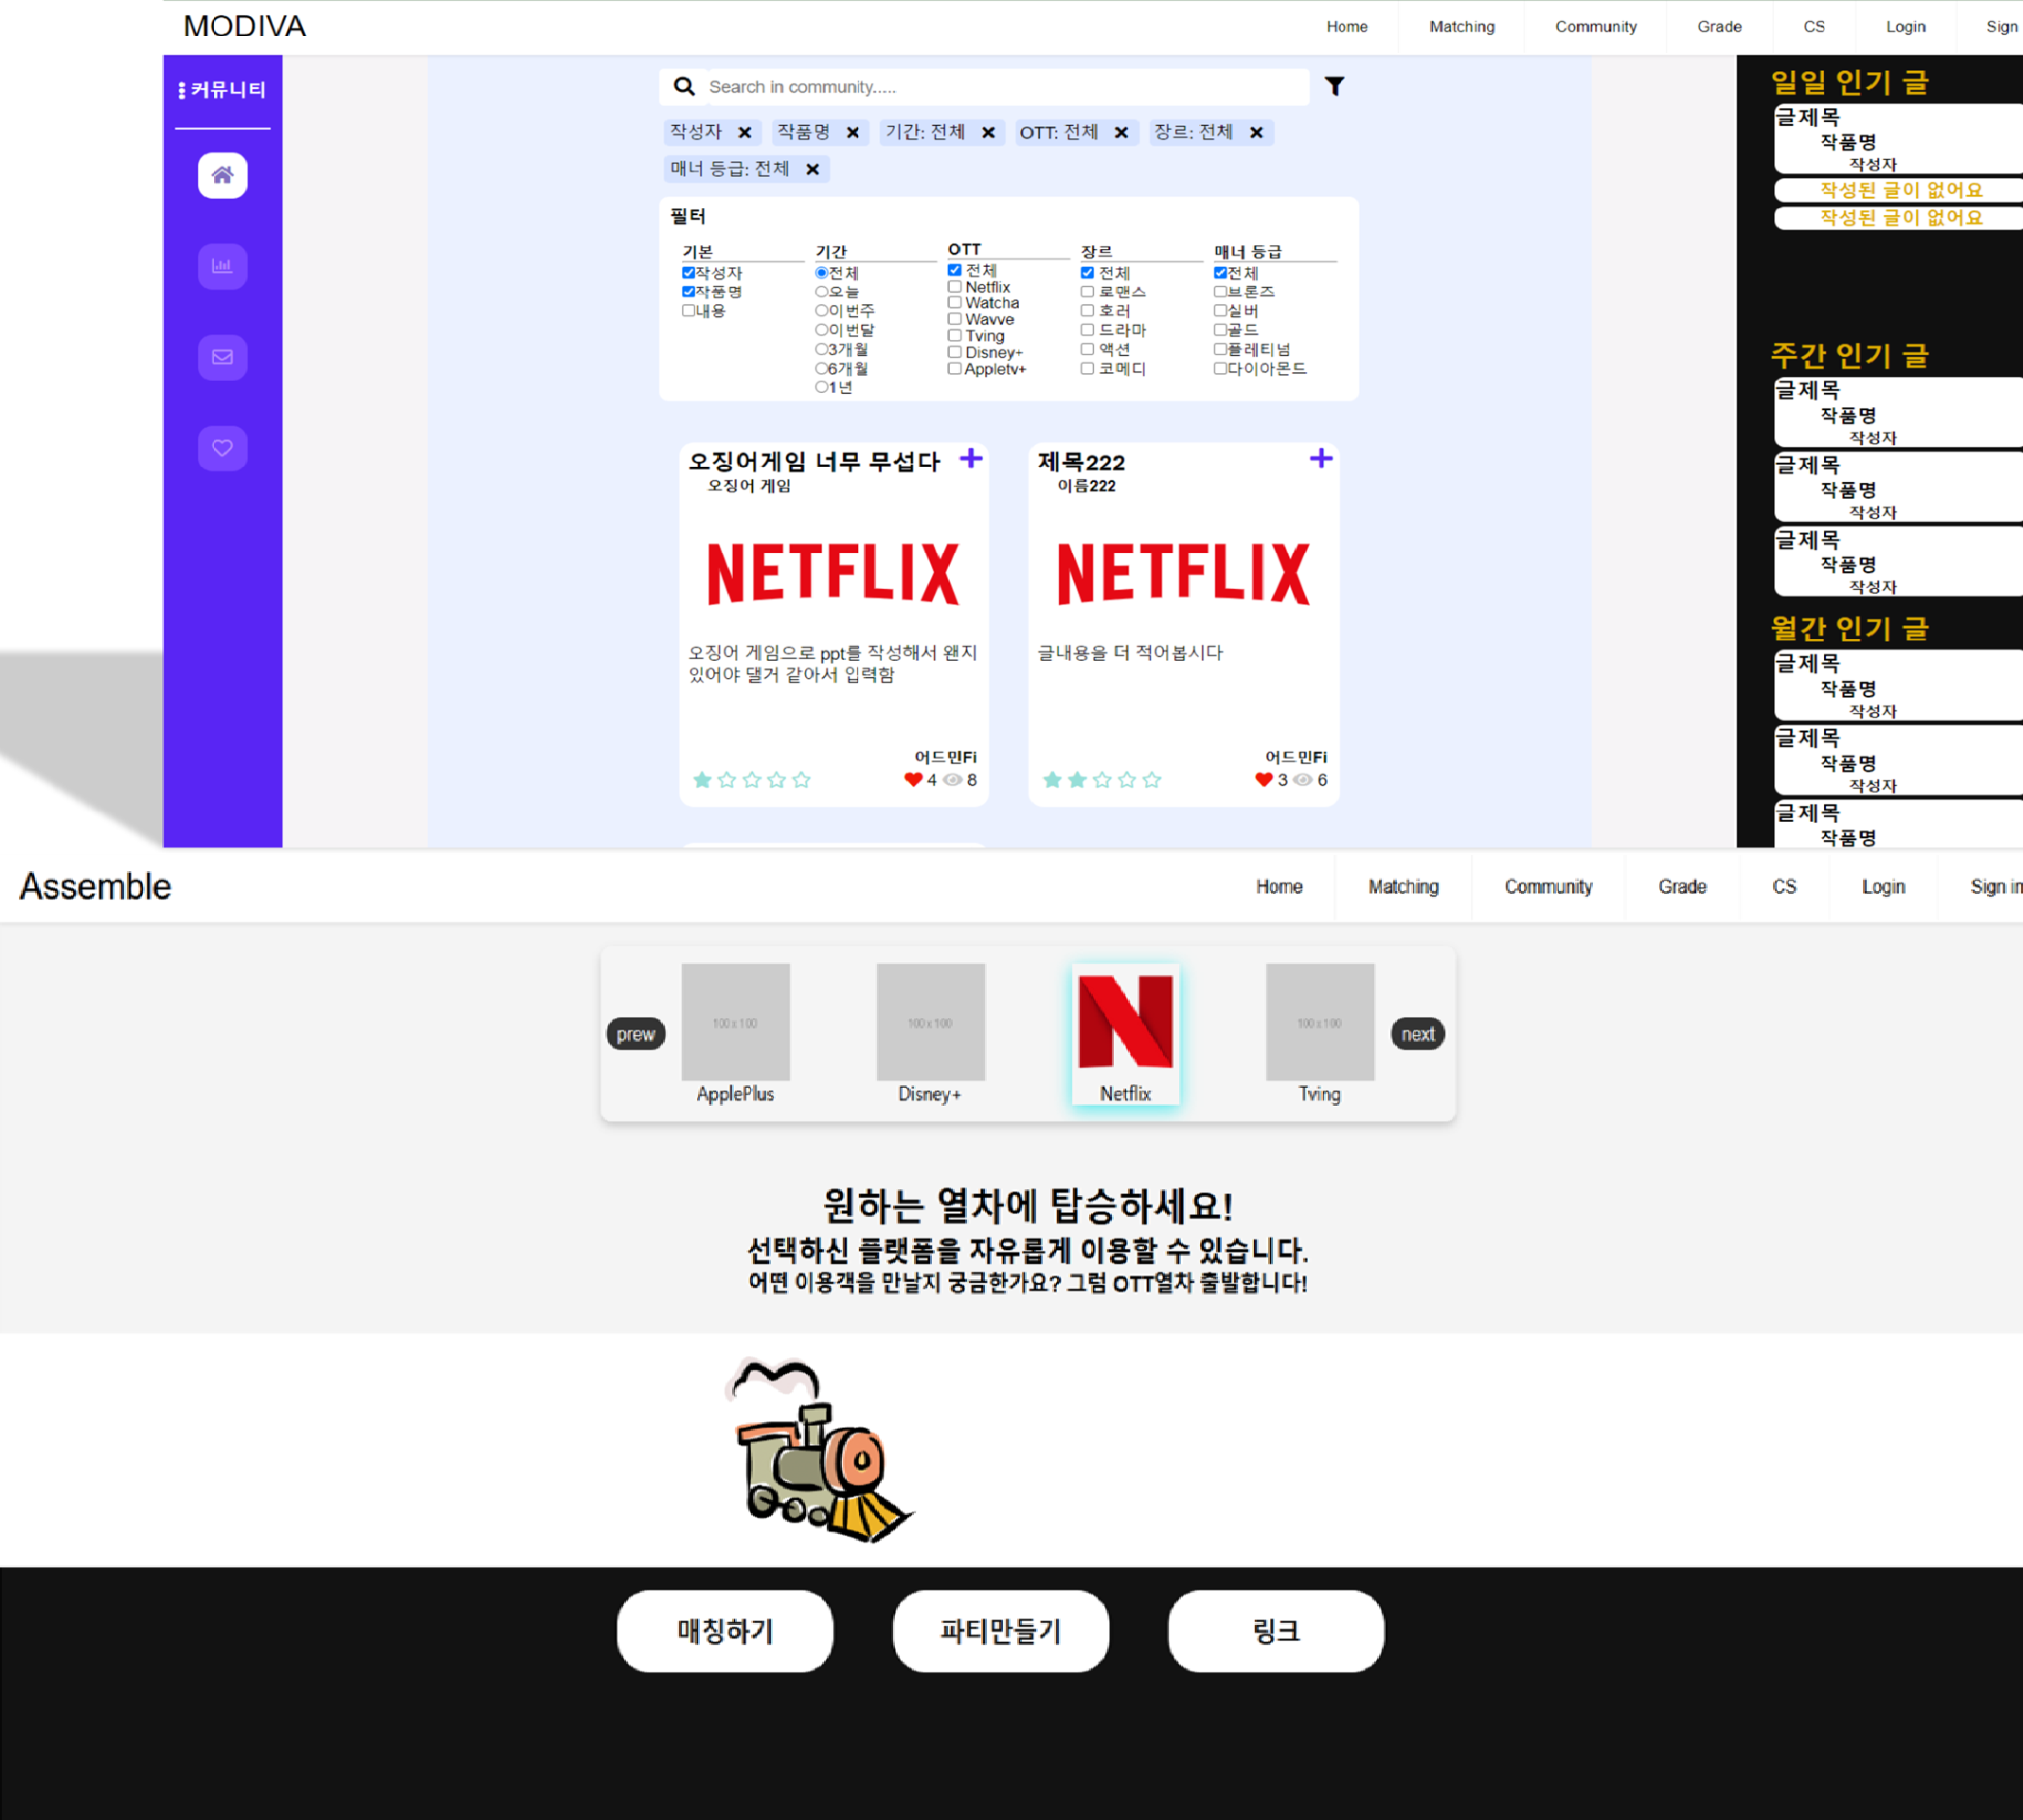 MODIVA
Home Matching Community Grade CS Login Sign
커뮤니티
Search in community.....
작성자 작품명 기간: 전체 OTT: 전체 장르: 전체
매너 등급: 전체
필터
기본
작성자
작품명
내용
기간
전체
오늘
이번주
이번달
3개월
6개월
1년
OTT
전체
Netflix
Watcha
Wavve
Tving
Disney+
Appletv+
장르
전체
로맨스
호러
드라마
액션
코메디
매너 등급
전체
브론즈
실버
골드
플레티넘
다이아몬드
오징어게임 너무 무섭다
오징어 게임
NETFLIX
오징어 게임으로 ppt를 작성해서 왠지
있어야 댈거 같아서 입력함
어드민Fi
4 8
제목222
이름222
NETFLIX
글내용을 더 적어봅시다
어드민Fi
3 6
일일 인기 글
글제목
작품명
작성자
작성된 글이 없어요
작성된 글이 없어요
주간 인기 글
글제목
작품명
작성자
글제목
작품명
작성자
글제목
작품명
작성자
월간 인기 글
글제목
작품명
작성자
글제목
작품명
작성자
글제목
작품명
Assemble
Home Matching Community Grade CS Login Sign in
prew
100 x 100
ApplePlus
100 x 100
Disney+
N
Netflix
100 x 100
Tving
next
원하는 열차에 탑승하세요!
선택하신 플랫폼을 자유롭게 이용할 수 있습니다.
어떤 이용객을 만날지 궁금한가요? 그럼 OTT열차 출발합니다!
매칭하기 파티만들기 링크